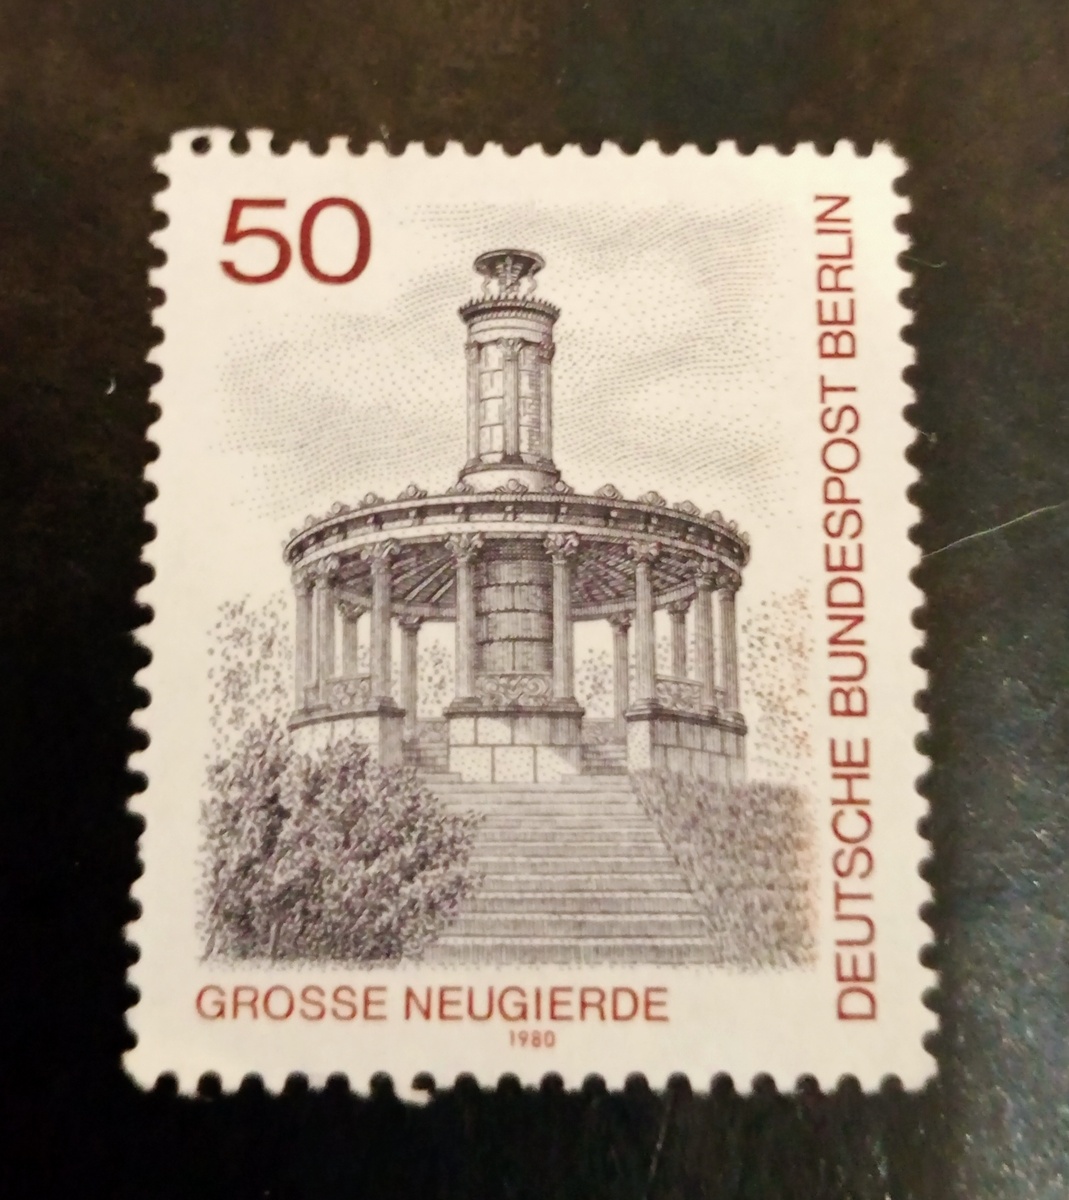 50
DEUTSCHE BUNDESPOST BERLIN
GROSSE NEUGIERDE
1980